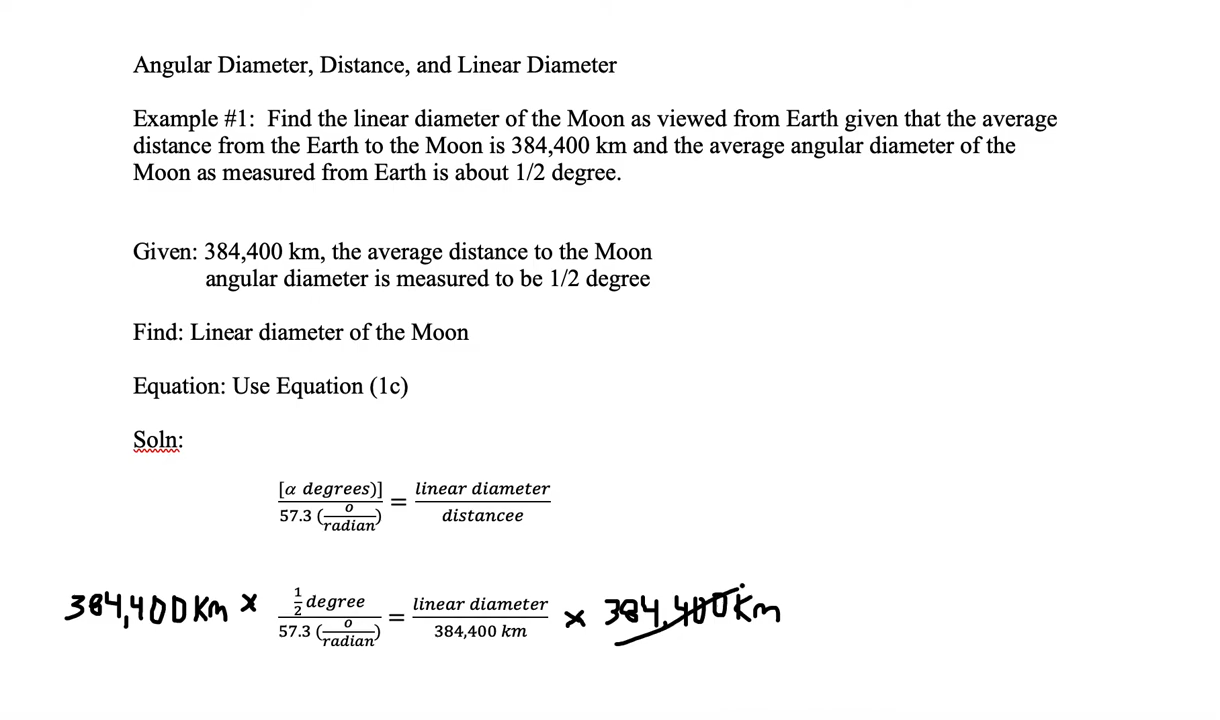 Angular Diameter, Distance, and Linear Diameter
Example #1:  Find the linear diameter of the Moon as viewed from Earth given that the average
distance from the Earth to the Moon is 384,400 km and the average angular diameter of the
Moon as measured from Earth is about 1/2 degree.
Given: 384,400 km, the average distance to the Moon
angular diameter is measured to be 1/2 degree
Find: Linear diameter of the Moon
Equation: Use Equation (1c)
Soln:
[α degrees)] / 57.3 (o/radian) = linear diameter / distancee
384,400 km × 1/2 degree / 57.3 (o/radian) = linear diameter / 384,400 km × 384,400 km